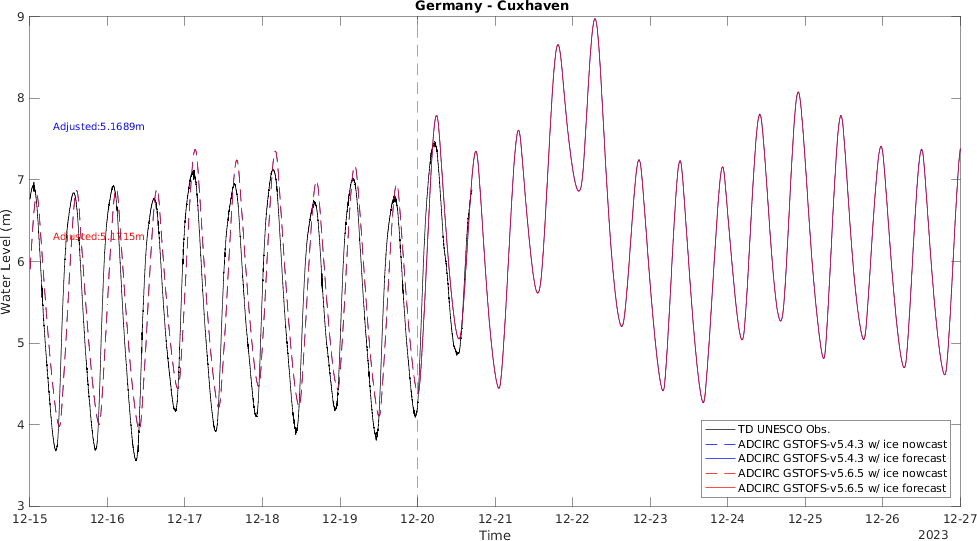 Germany - Cuxhaven
9
8
7
6
5
4
3
Water Level (m)
Adjusted:5.1689m
Adjusted:5.1715m
TD UNESCO Obs.
ADCIRC GSTOFS-v5.4.3 w/ ice nowcast
ADCIRC GSTOFS-v5.4.3 w/ ice forecast
ADCIRC GSTOFS-v5.6.5 w/ ice nowcast
ADCIRC GSTOFS-v5.6.5 w/ ice forecast
12-15 12-16 12-17 12-18 12-19 12-20 12-21 12-22 12-23 12-24 12-25 12-26 12-27
Time
2023